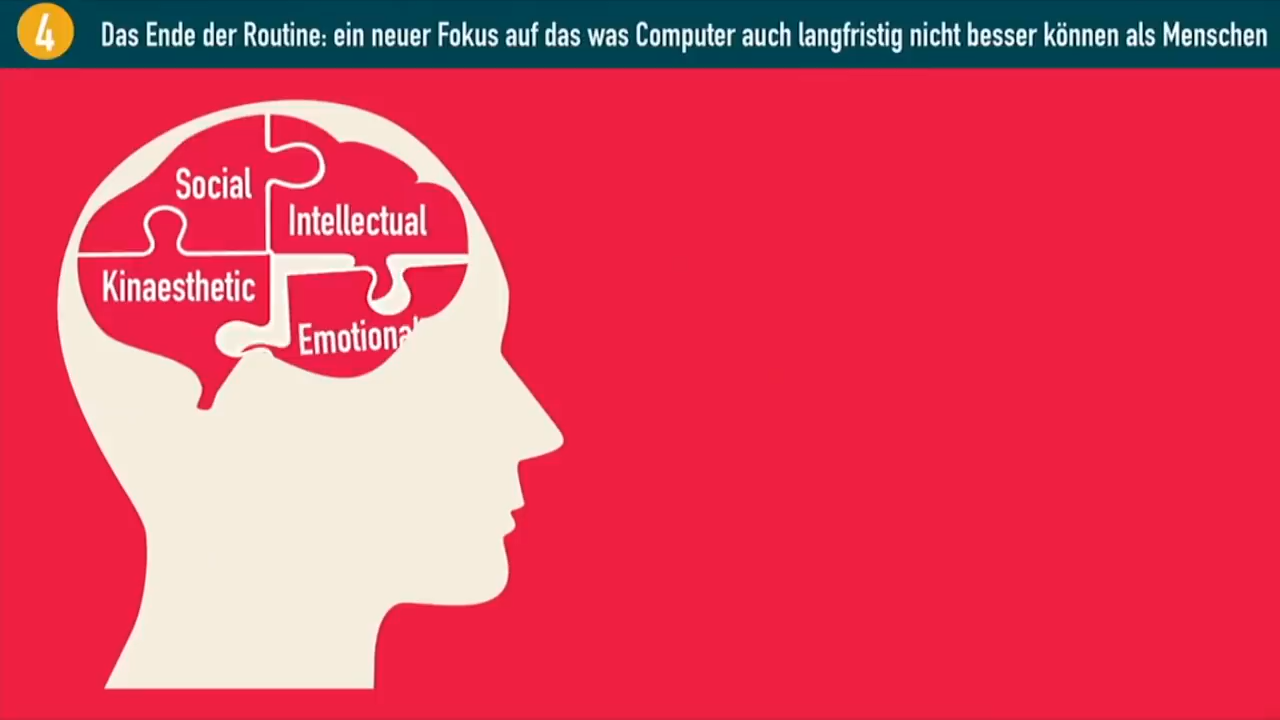 4 Das Ende der Routine: ein neuer Fokus auf das was Computer auch langfristig nicht besser können als Menschen
Social
Intellectual
Kinaesthetic
Emotional